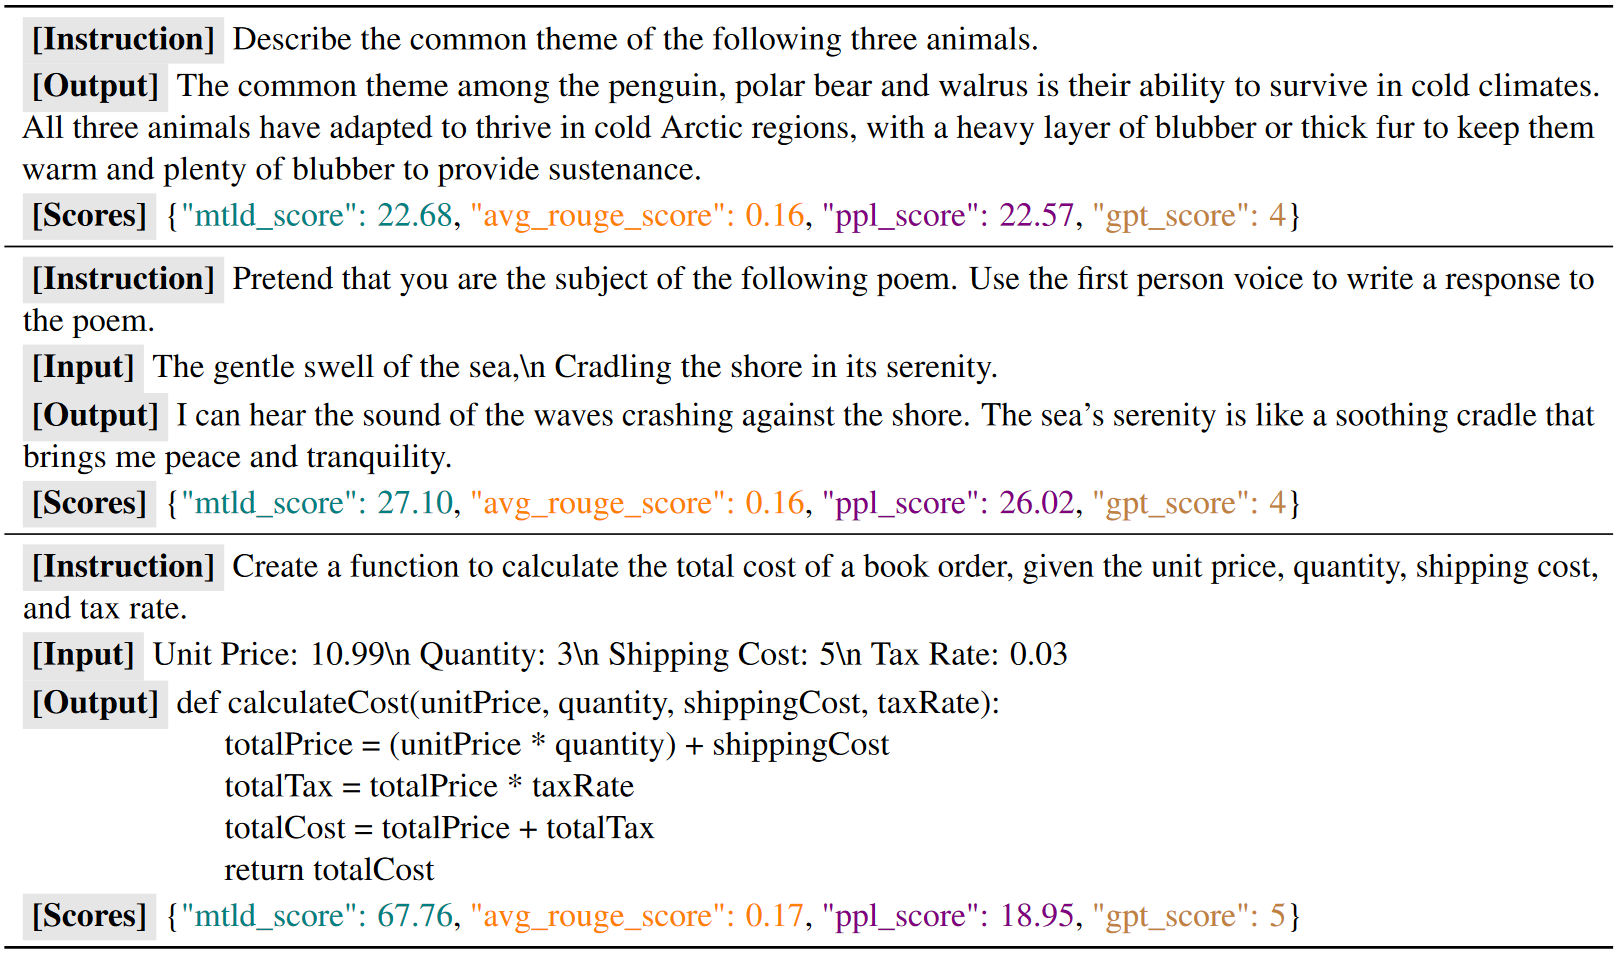 [Instruction] Describe the common theme of the following three animals.
[Output] The common theme among the penguin, polar bear and walrus is their ability to survive in cold climates.
All three animals have adapted to thrive in cold Arctic regions, with a heavy layer of blubber or thick fur to keep them
warm and plenty of blubber to provide sustenance.
[Scores] {"mtld_score": 22.68, "avg_rouge_score": 0.16, "ppl_score": 22.57, "gpt_score": 4}
[Instruction] Pretend that you are the subject of the following poem. Use the first person voice to write a response to
the poem.
[Input] The gentle swell of the sea,\n Cradling the shore in its serenity.
[Output] I can hear the sound of the waves crashing against the shore. The sea’s serenity is like a soothing cradle that
brings me peace and tranquility.
[Scores] {"mtld_score": 27.10, "avg_rouge_score": 0.16, "ppl_score": 26.02, "gpt_score": 4}
[Instruction] Create a function to calculate the total cost of a book order, given the unit price, quantity, shipping cost,
and tax rate.
[Input] Unit Price: 10.99\n Quantity: 3\n Shipping Cost: 5\n Tax Rate: 0.03
[Output] def calculateCost(unitPrice, quantity, shippingCost, taxRate):
totalPrice = (unitPrice * quantity) + shippingCost
totalTax = totalPrice * taxRate
totalCost = totalPrice + totalTax
return totalCost
[Scores] {"mtld_score": 67.76, "avg_rouge_score": 0.17, "ppl_score": 18.95, "gpt_score": 5}